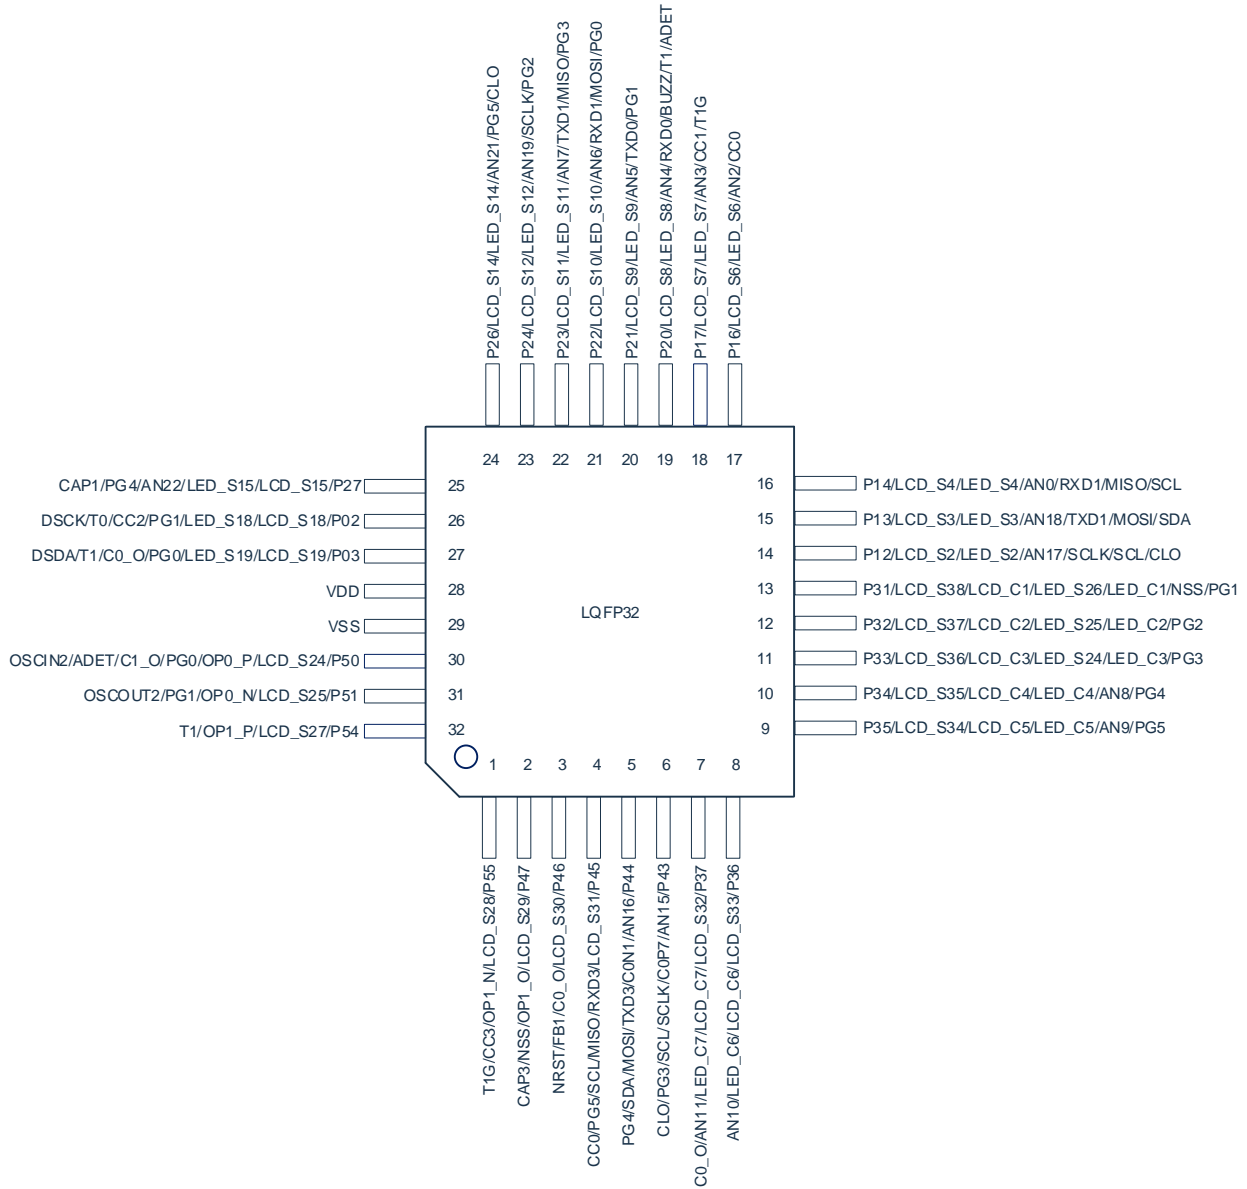 P26/LCD_S14/LED_S14/AN21/PG5/CLO
P24/LCD_S12/LED_S12/AN19/SCLK/PG2
P23/LCD_S11/LED_S11/AN7/TXD1/MISO/PG3
P22/LCD_S10/LED_S10/AN6/RXD1/MOSI/PG0
P21/LCD_S9/LED_S9/AN5/TXD0/PG1
P20/LCD_S8/LED_S8/AN4/RXD0/BUZZ/T1/ADET
P17/LCD_S7/LED_S7/AN3/CC1/T1G
P16/LCD_S6/LED_S6/AN2/CC0
24 23 22 21 20 19 18 17
CAP1/PG4/AN22/LED_S15/LCD_S15/P27 25
DSCK/T0/CC2/PG1/LED_S18/LCD_S18/P02 26
DSDA/T1/C0_O/PG0/LED_S19/LCD_S19/P03 27
VDD 28
VSS 29
OSCIN2/ADET/C1_O/PG0/OP0_P/LCD_S24/P50 30
OSCOUT2/PG1/OP0_N/LCD_S25/P51 31
T1/OP1_P/LCD_S27/P54 32
LQFP32
16 P14/LCD_S4/LED_S4/AN0/RXD1/MISO/SCL
15 P13/LCD_S3/LED_S3/AN18/TXD1/MOSI/SDA
14 P12/LCD_S2/LED_S2/AN17/SCLK/SCL/CLO
13 P31/LCD_S38/LCD_C1/LED_S26/LED_C1/NSS/PG1
12 P32/LCD_S37/LCD_C2/LED_S25/LED_C2/PG2
11 P33/LCD_S36/LCD_C3/LED_S24/LED_C3/PG3
10 P34/LCD_S35/LCD_C4/LED_C4/AN8/PG4
9 P35/LCD_S34/LCD_C5/LED_C5/AN9/PG5
1 2 3 4 5 6 7 8
T1G/CC3/OP1_N/LCD_S28/P55
CAP3/NSS/OP1_O/LCD_S29/P47
NRST/FB1/C0_O/LCD_S30/P46
CC0/PG5/SCL/MISO/RXD3/LCD_S31/P45
PG4/SDA/MOSI/TXD3/C0N1/AN16/P44
CLO/PG3/SCL/SCLK/C0P7/AN15/P43
C0_O/AN11/LED_C7/LCD_C7/LCD_S32/P37
AN10/LED_C6/LCD_C6/LCD_S33/P36